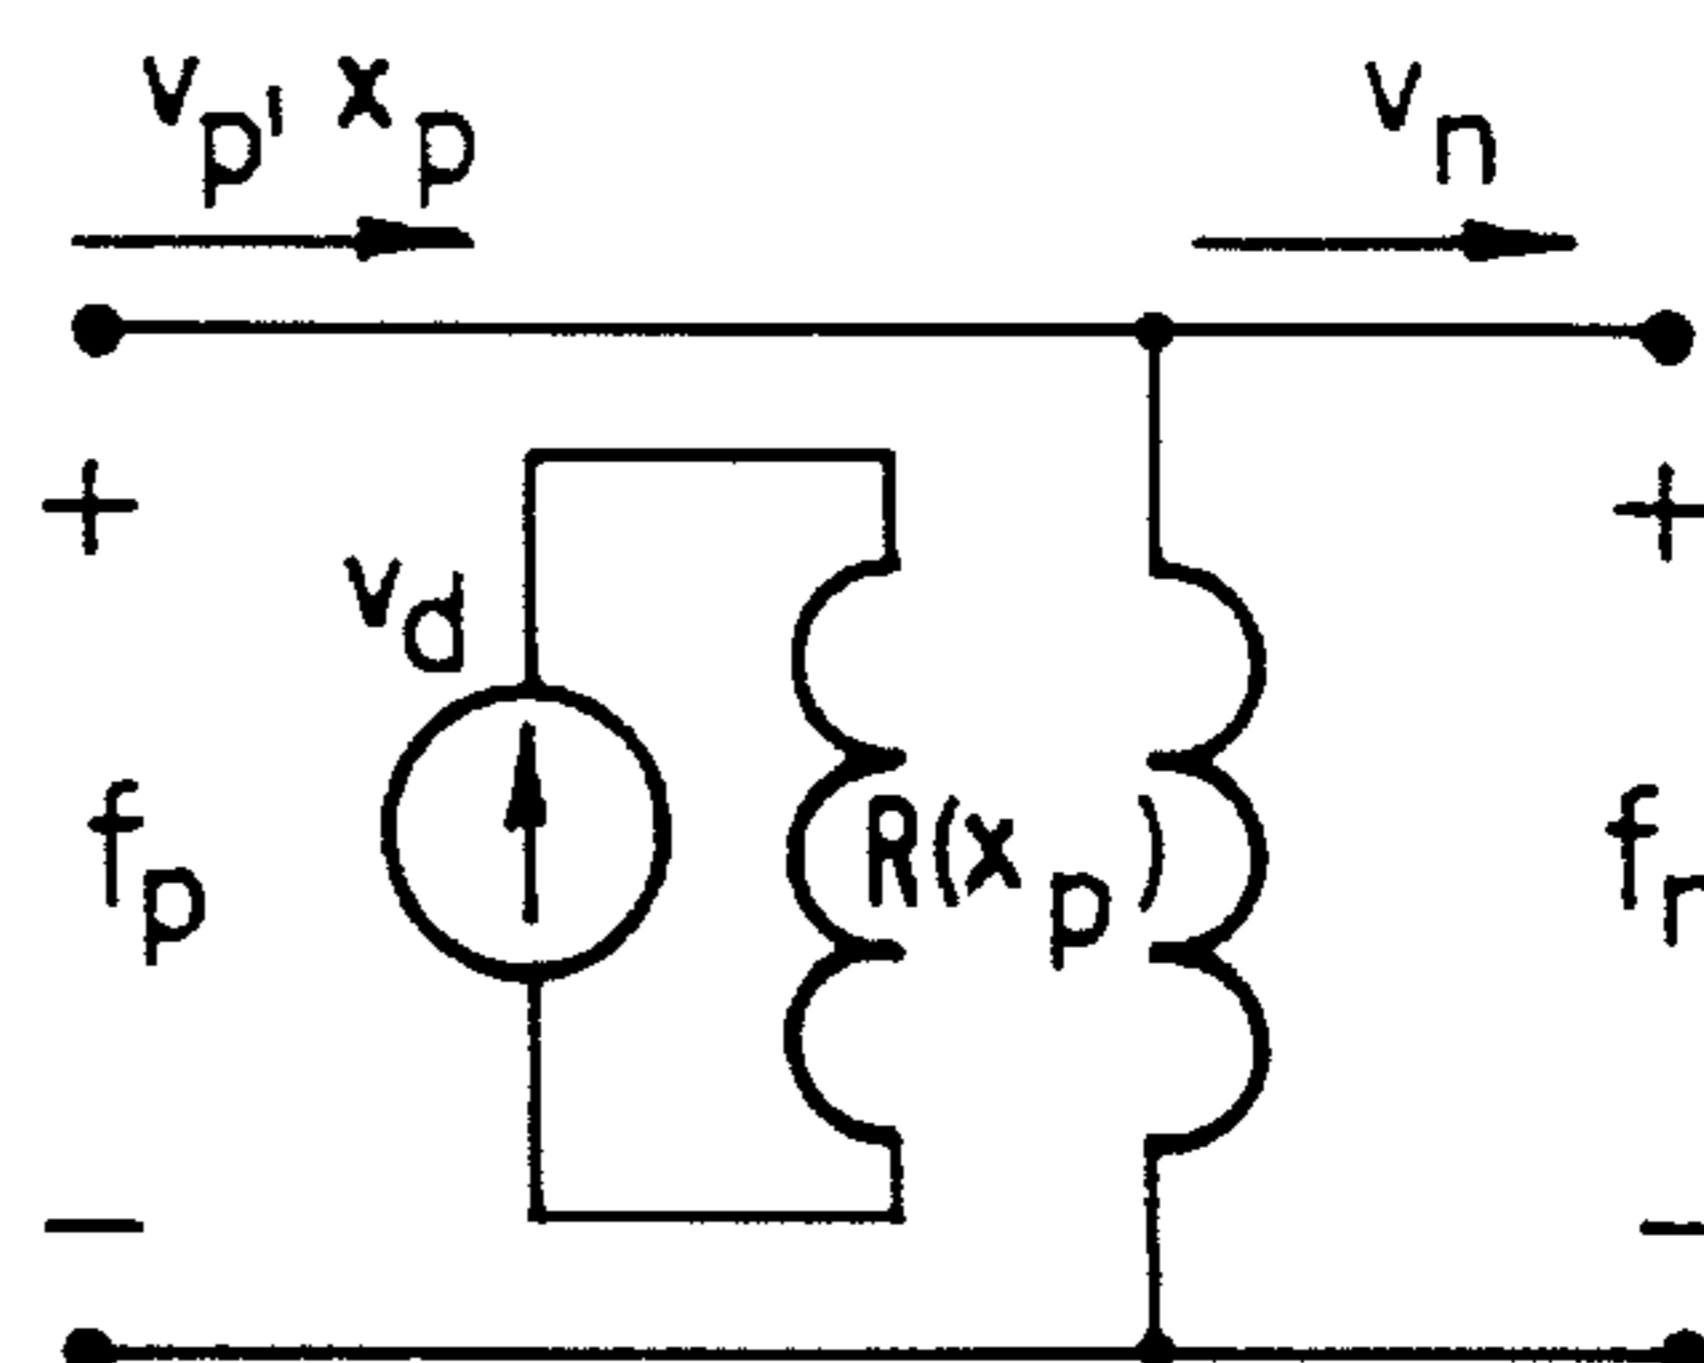 v_p, x_p
v_n
+ +
v_d
f_p R(x_p)
− −